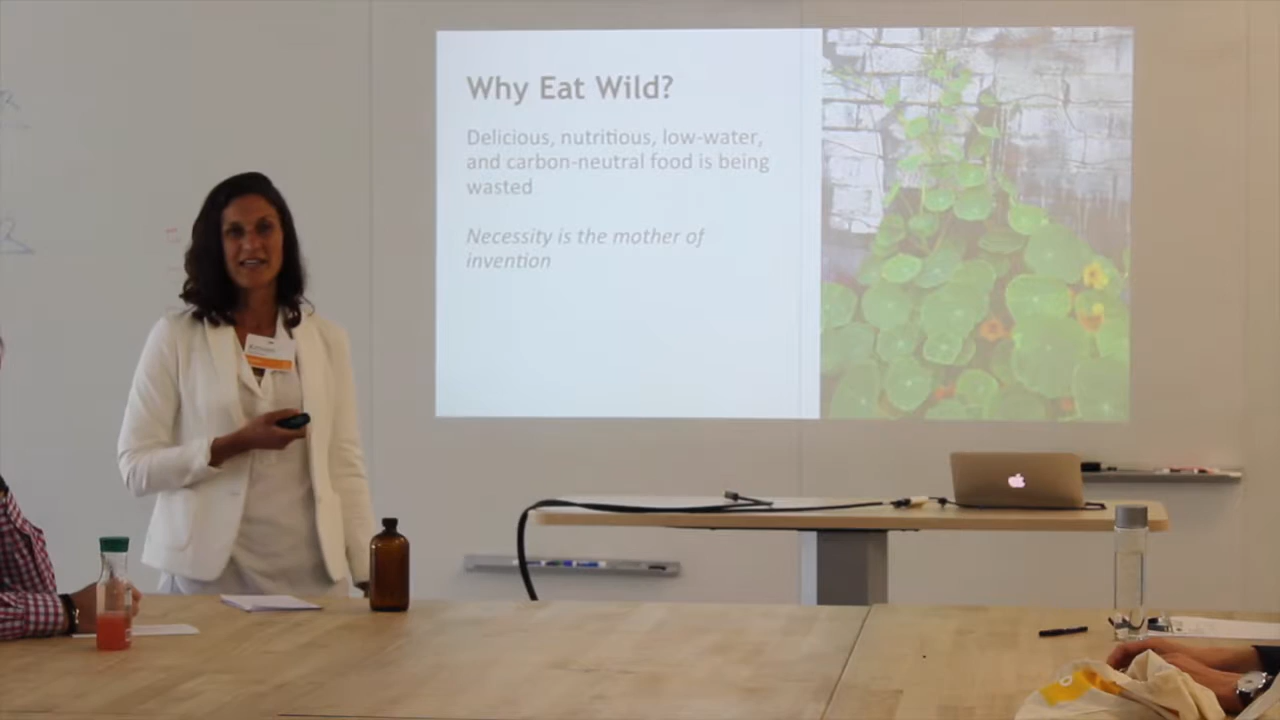 Why Eat Wild?
Delicious, nutritious, low-water,
and carbon-neutral food is being
wasted
Necessity is the mother of
invention